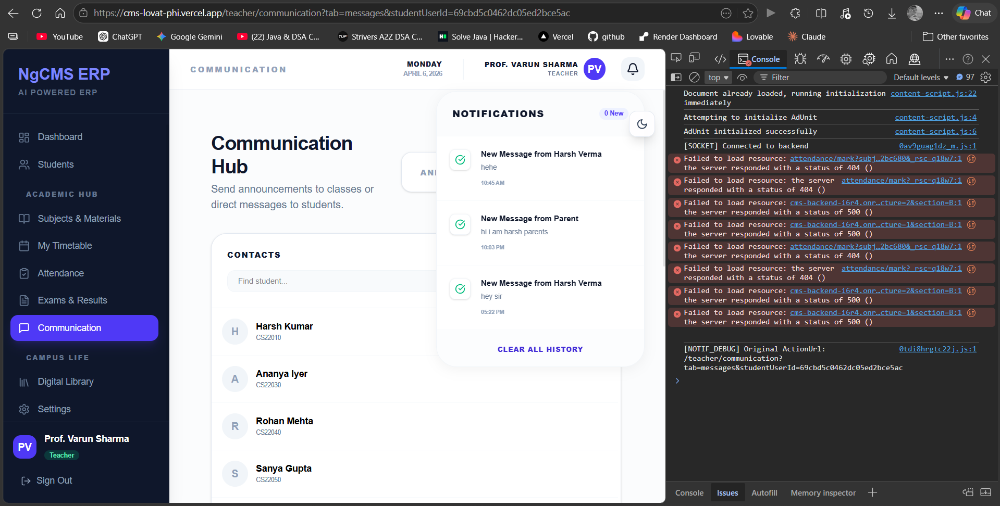 https://cms-lovat-phi.vercel.app/teacher/communication?tab=messages&studentUserId=69cbd5c0462dc05ed2bce5ac
Chat
YouTube
ChatGPT
Google Gemini
(22) Java & DSA C...
TUF
Strivers A2Z DSA C...
Solve Java | Hacker...
Vercel
github
Render Dashboard
Lovable
Claude
Other favorites
NgCMS ERP
AI POWERED ERP
Dashboard
Students
ACADEMIC HUB
Subjects & Materials
My Timetable
Attendance
Exams & Results
Communication
CAMPUS LIFE
Digital Library
Settings
PV
Prof. Varun Sharma
Teacher
Sign Out
COMMUNICATION
MONDAY
APRIL 6, 2026
PROF. VARUN SHARMA
TEACHER
PV
Communication
Hub
Send announcements to classes or
direct messages to students.
CONTACTS
Find student...
H
Harsh Kumar
CS22010
A
Ananya Iyer
CS22030
R
Rohan Mehta
CS22040
S
Sanya Gupta
CS22050
NOTIFICATIONS
0 New
New Message from Harsh Verma
hehe
10:45 AM
New Message from Parent
hi i am harsh parents
10:03 PM
New Message from Harsh Verma
hey sir
05:22 PM
CLEAR ALL HISTORY
Console
top
Filter
Default levels
97
Document already loaded, running initialization content-script.js:22
immediately
Attempting to initialize AdUnit content-script.js:4
AdUnit initialized successfully content-script.js:6
[SOCKET] Connected to backend 0av9guag1dz_m.js:1
Failed to load resource: attendance/mark?subj…2bc680&_rsc=q18w7:1
the server responded with a status of 404 ()
Failed to load resource: the server attendance/mark?_rsc=q18w7:1
responded with a status of 404 ()
Failed to load resource: cms-backend-i6r4.onr…cture=2&section=B:1
the server responded with a status of 500 ()
Failed to load resource: cms-backend-i6r4.onr…cture=1&section=B:1
the server responded with a status of 500 ()
Failed to load resource: attendance/mark?subj…2bc680&_rsc=q18w7:1
the server responded with a status of 404 ()
Failed to load resource: the server attendance/mark?_rsc=q18w7:1
responded with a status of 404 ()
Failed to load resource: cms-backend-i6r4.onr…cture=2&section=B:1
the server responded with a status of 500 ()
Failed to load resource: cms-backend-i6r4.onr…cture=1&section=B:1
the server responded with a status of 500 ()
[NOTIF_DEBUG] Original ActionUrl: 0tdi8hrgtc22j.js:1
/teacher/communication?
tab=messages&studentUserId=69cbd5c0462dc05ed2bce5ac
Console
Issues
Autofill
Memory inspector